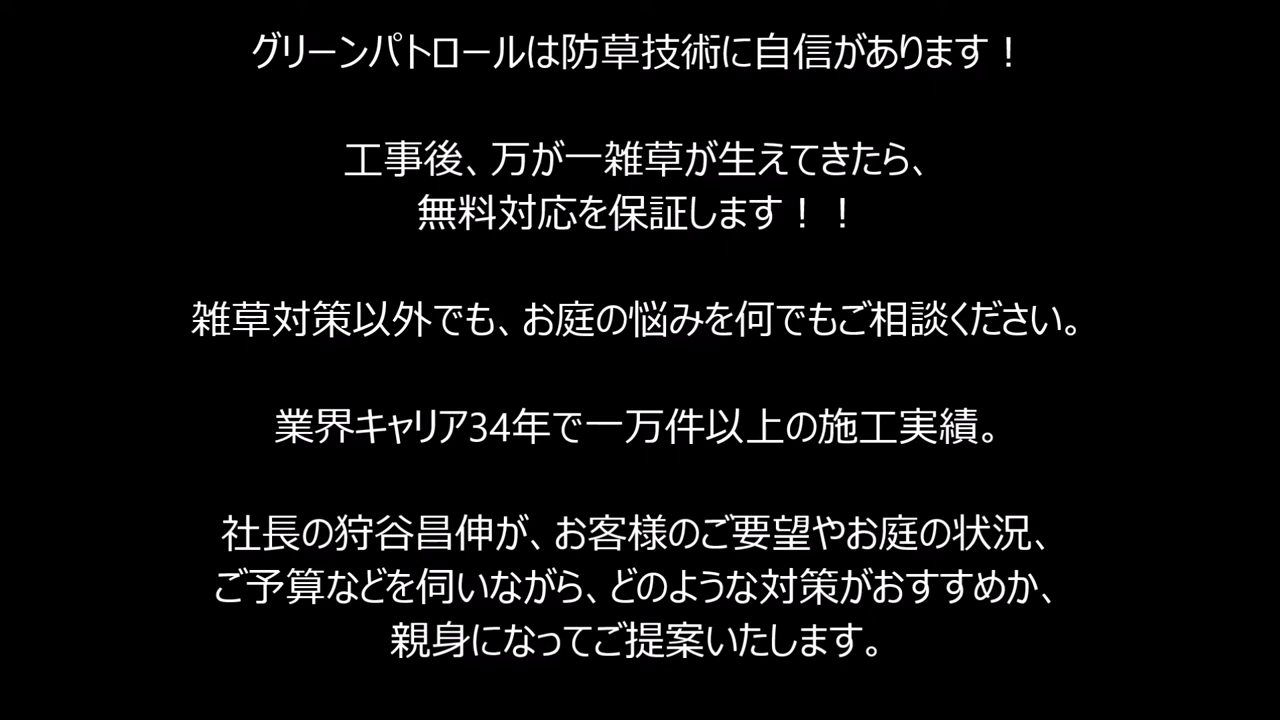 グリーンパトロールは防草技術に自信があります！
工事後、万が一雑草が生えてきたら、
無料対応を保証します！！
雑草対策以外でも、お庭の悩みを何でもご相談ください。
業界キャリア34年で一万件以上の施工実績。
社長の狩谷昌伸が、お客様のご要望やお庭の状況、
ご予算などを伺いながら、どのような対策がおすすめか、
親身になってご提案いたします。